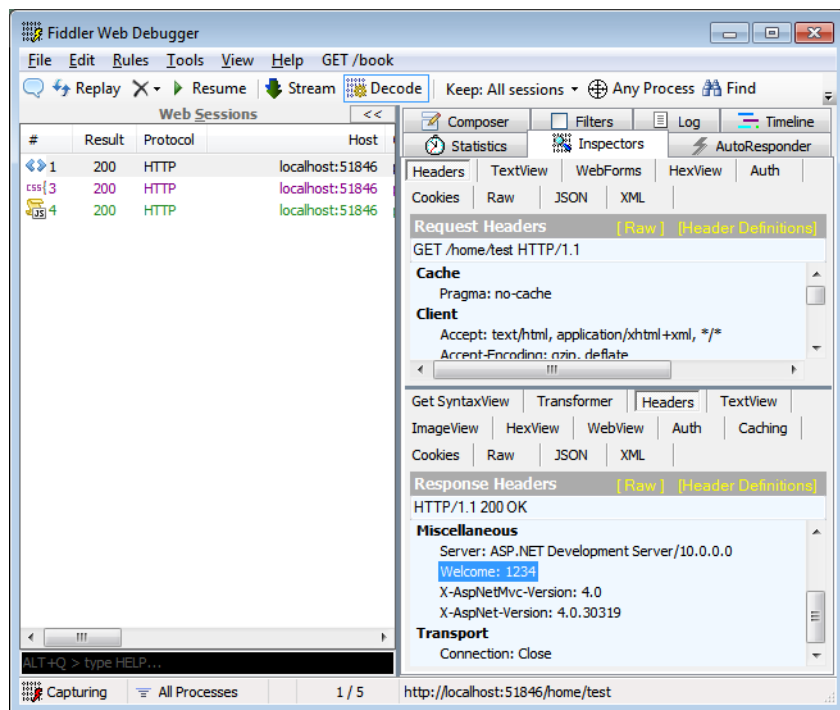 Fiddler Web Debugger
File Edit Rules Tools View Help GET /book
Replay X Resume Stream Decode Keep: All sessions Any Process Find
Web Sessions <<
# Result Protocol Host
1 200 HTTP localhost:51846
3 200 HTTP localhost:51846
4 200 HTTP localhost:51846
ALT+Q > type HELP...
Composer Filters Log Timeline
Statistics Inspectors AutoResponder
Headers TextView WebForms HexView Auth
Cookies Raw JSON XML
Request Headers [ Raw ] [Header Definitions]
GET /home/test HTTP/1.1
Cache
Pragma: no-cache
Client
Accept: text/html, application/xhtml+xml, */*
Accept-Encoding: gzip, deflate
Get SyntaxView Transformer Headers TextView
ImageView HexView WebView Auth Caching
Cookies Raw JSON XML
Response Headers [ Raw ] [Header Definitions]
HTTP/1.1 200 OK
Miscellaneous
Server: ASP.NET Development Server/10.0.0.0
Welcome: 1234
X-AspNetMvc-Version: 4.0
X-AspNet-Version: 4.0.30319
Transport
Connection: Close
Capturing All Processes 1 / 5 http://localhost:51846/home/test